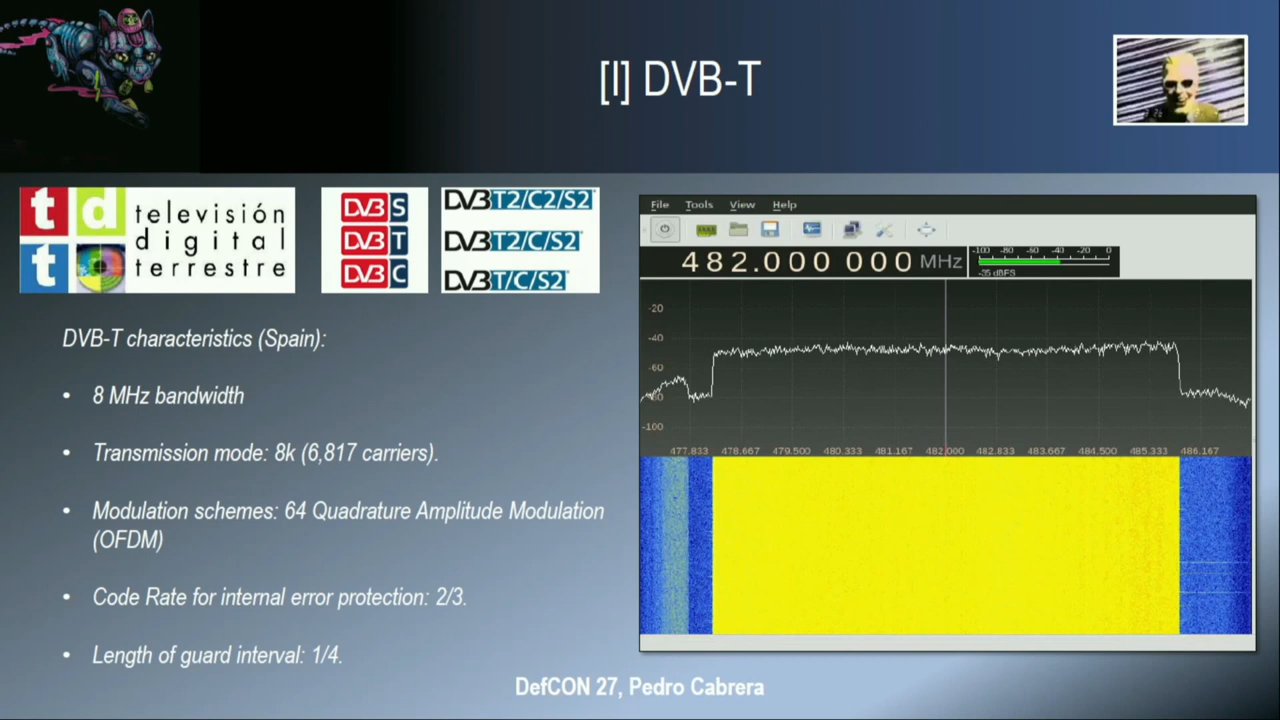 [I] DVB-T
t d t
televisión
digital
terrestre
DVB S
DVB T
DVB C
DVB T2/C2/S2
DVB T2/C/S2
DVB T/C/S2
DVB-T characteristics (Spain):
• 8 MHz bandwidth
• Transmission mode: 8k (6,817 carriers).
• Modulation schemes: 64 Quadrature Amplitude Modulation
(OFDM)
• Code Rate for internal error protection: 2/3.
• Length of guard interval: 1/4.
File Tools View Help
482.000 000 MHz
-100 -80 -60 -40 -20 0
-35 dBFS
-20
-40
-60
-80
-100
477.833 478.667 479.500 480.333 481.167 482.000 482.833 483.667 484.500 485.333 486.167
DefCON 27, Pedro Cabrera